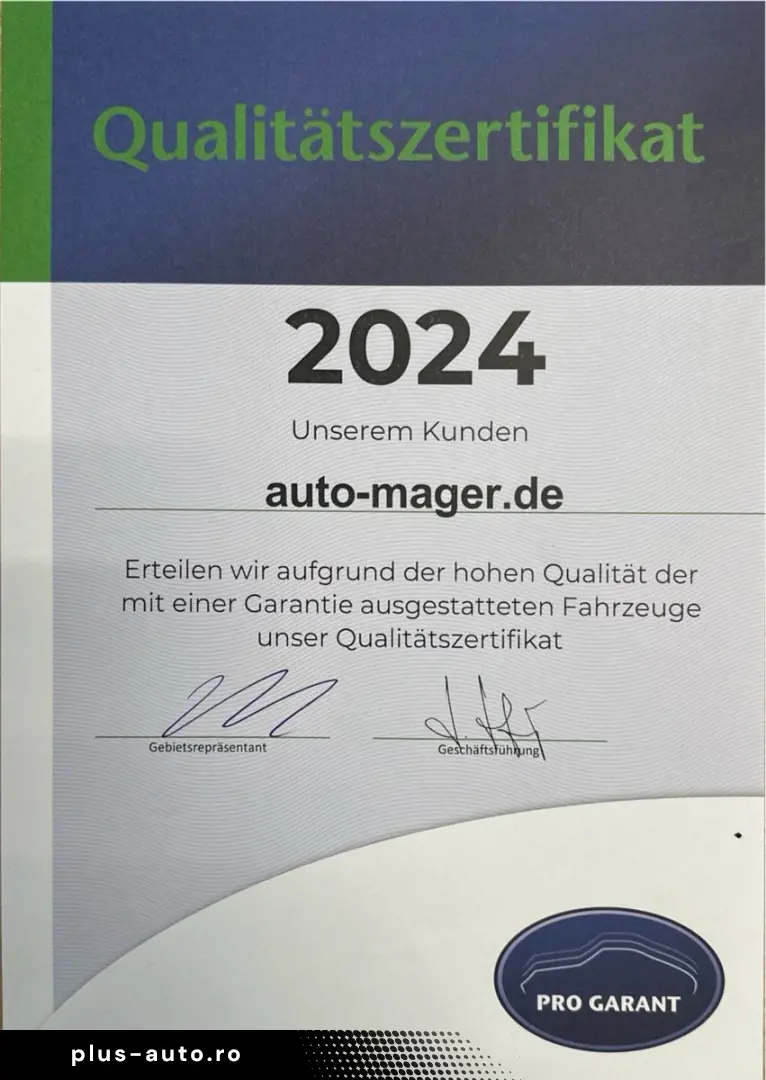 Qualitätszertifikat
2024
Unserem Kunden
auto-mager.de
Erteilen wir aufgrund der hohen Qualität der
mit einer Garantie ausgestatteten Fahrzeuge
unser Qualitätszertifikat
Gebietsrepräsentant
Geschäftsführung
PRO GARANT
plus-auto.ro